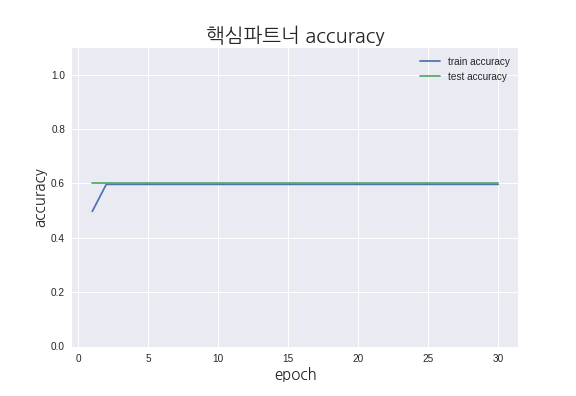 핵심파트너 accuracy
train accuracy
test accuracy
1.0
0.8
0.6
0.4
0.2
0.0
accuracy
0 5 10 15 20 25 30
epoch